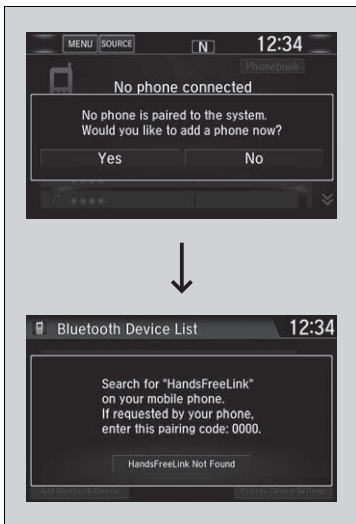 MENU SOURCE N 12:34
Phonebook
No phone connected
No phone is paired to the system.
Would you like to add a phone now?
Yes No
****
****
Bluetooth Device List 12:34
Search for "HandsFreeLink"
on your mobile phone.
If requested by your phone,
enter this pairing code: 0000.
HandsFreeLink Not Found
Add Bluetooth Device Priority Device Settings